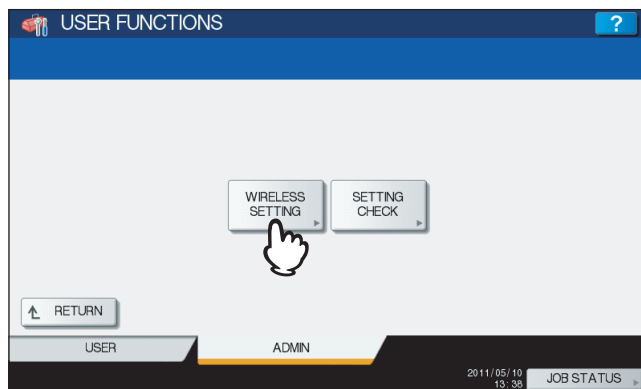 USER FUNCTIONS
?
WIRELESS
SETTING
SETTING
CHECK
RETURN
USER
ADMIN
2011/05/10
13:38
JOB STATUS